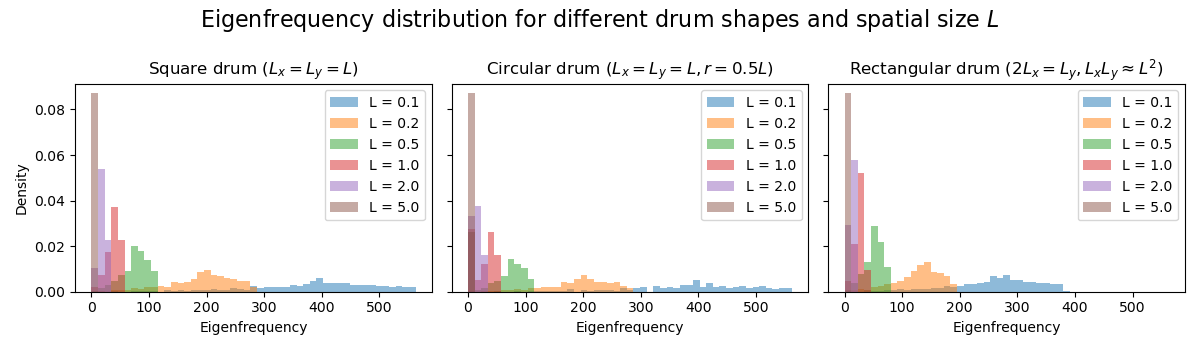 Eigenfrequency distribution for different drum shapes and spatial size L
Square drum (Lx = Ly = L)
Circular drum (Lx = Ly = L, r = 0.5L)
Rectangular drum (2Lx = Ly, LxLy ≈ L²)
Density
0.08
0.06
0.04
0.02
0.00
L = 0.1
L = 0.2
L = 0.5
L = 1.0
L = 2.0
L = 5.0
L = 0.1
L = 0.2
L = 0.5
L = 1.0
L = 2.0
L = 5.0
L = 0.1
L = 0.2
L = 0.5
L = 1.0
L = 2.0
L = 5.0
0 100 200 300 400 500
0 100 200 300 400 500
0 100 200 300 400 500
Eigenfrequency
Eigenfrequency
Eigenfrequency